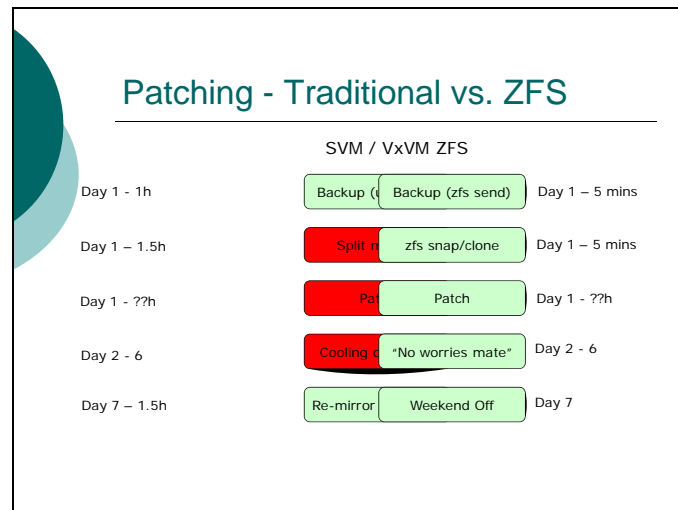 Patching - Traditional vs. ZFS
SVM / VxVM ZFS
Day 1 - 1h Backup Backup (zfs send) Day 1 – 5 mins
Day 1 – 1.5h Split zfs snap/clone Day 1 – 5 mins
Day 1 - ??h Patch Day 1 - ??h
Day 2 - 6 Cooling "No worries mate" Day 2 - 6
Day 7 – 1.5h Re-mirror Weekend Off Day 7